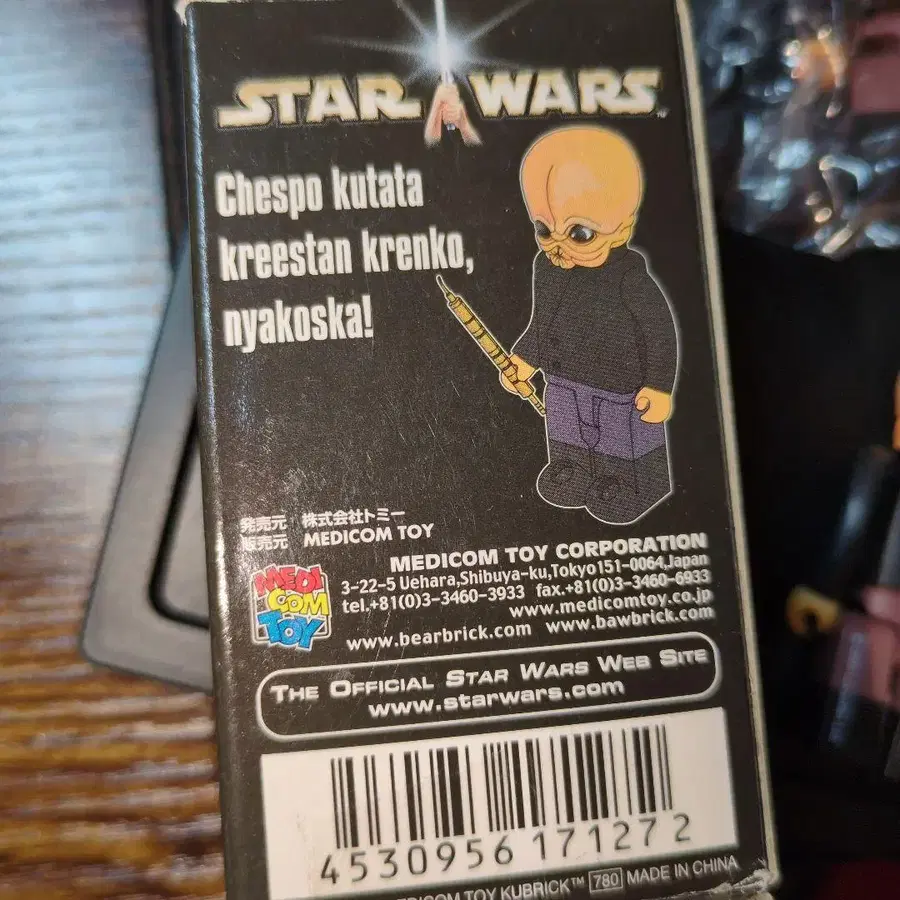 STAR WARS ™
Chespo kutata
kreestan krenko,
nyakoska!
発売元 株式会社トミー
販売元 MEDICOM TOY
MEDICOM TOY CORPORATION
3-22-5 Uehara,Shibuya-ku,Tokyo151-0064,Japan
tel.+81(0)3-3460-3933 fax.+81(0)3-3460-6933
www.medicomtoy.co.jp
www.bearbrick.com www.bawbrick.com
MEDI
COM
TOY
THE OFFICIAL STAR WARS WEB SITE
www.starwars.com
4530956 171272
MEDICOM TOY KUBRICK™ 780 MADE IN CHINA